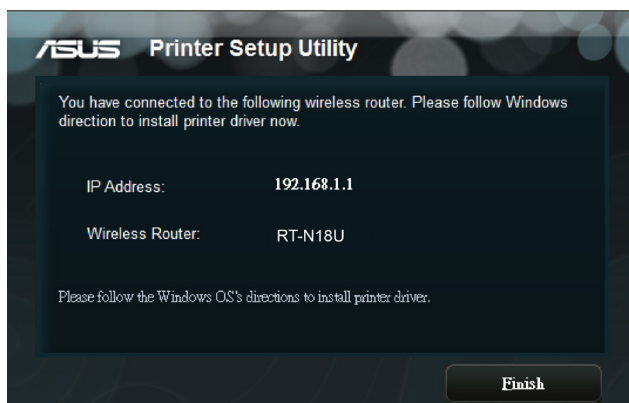 ASUS Printer Setup Utility
You have connected to the following wireless router. Please follow Windows
direction to install printer driver now.
IP Address: 192.168.1.1
Wireless Router: RT-N18U
Please follow the Windows OS's directions to install printer driver.
Finish